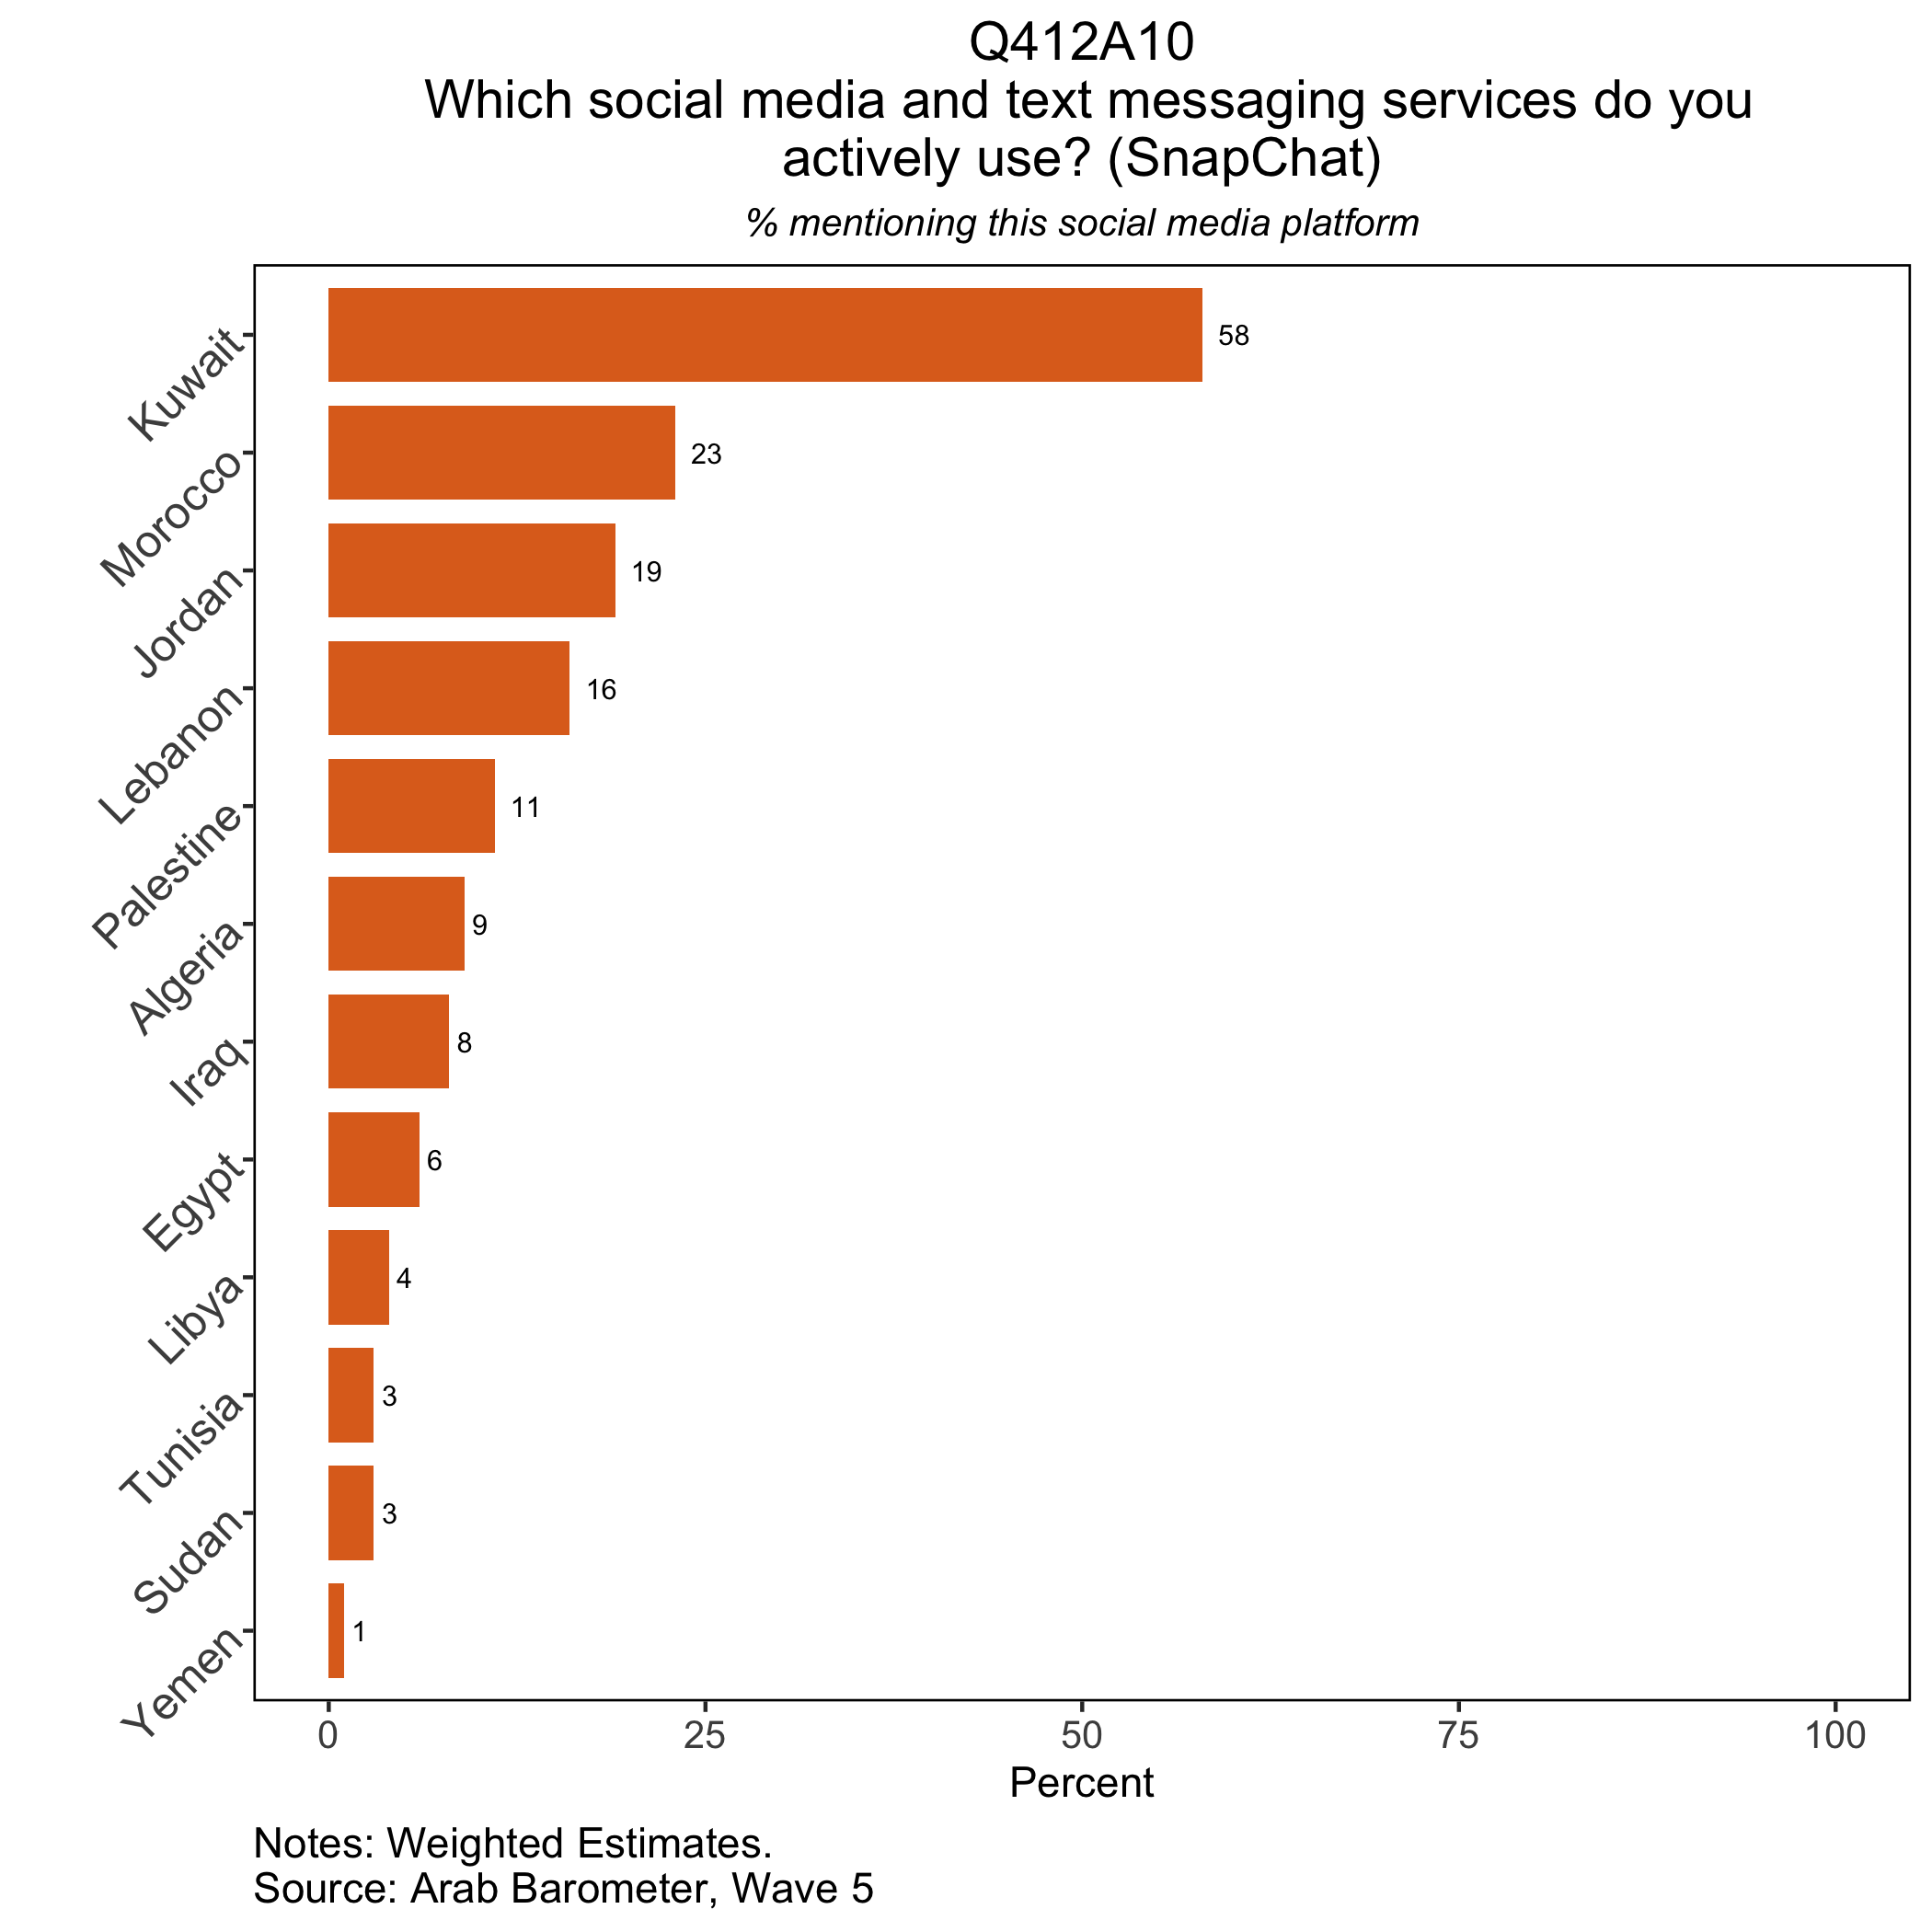 Q412A10
Which social media and text messaging services do you
actively use? (SnapChat)
% mentioning this social media platform
Kuwait 58
Morocco 23
Jordan 19
Lebanon 16
Palestine 11
Algeria 9
Iraq 8
Egypt 6
Libya 4
Tunisia 3
Sudan 3
Yemen 1
0 25 50 75 100
Percent
Notes: Weighted Estimates.
Source: Arab Barometer, Wave 5